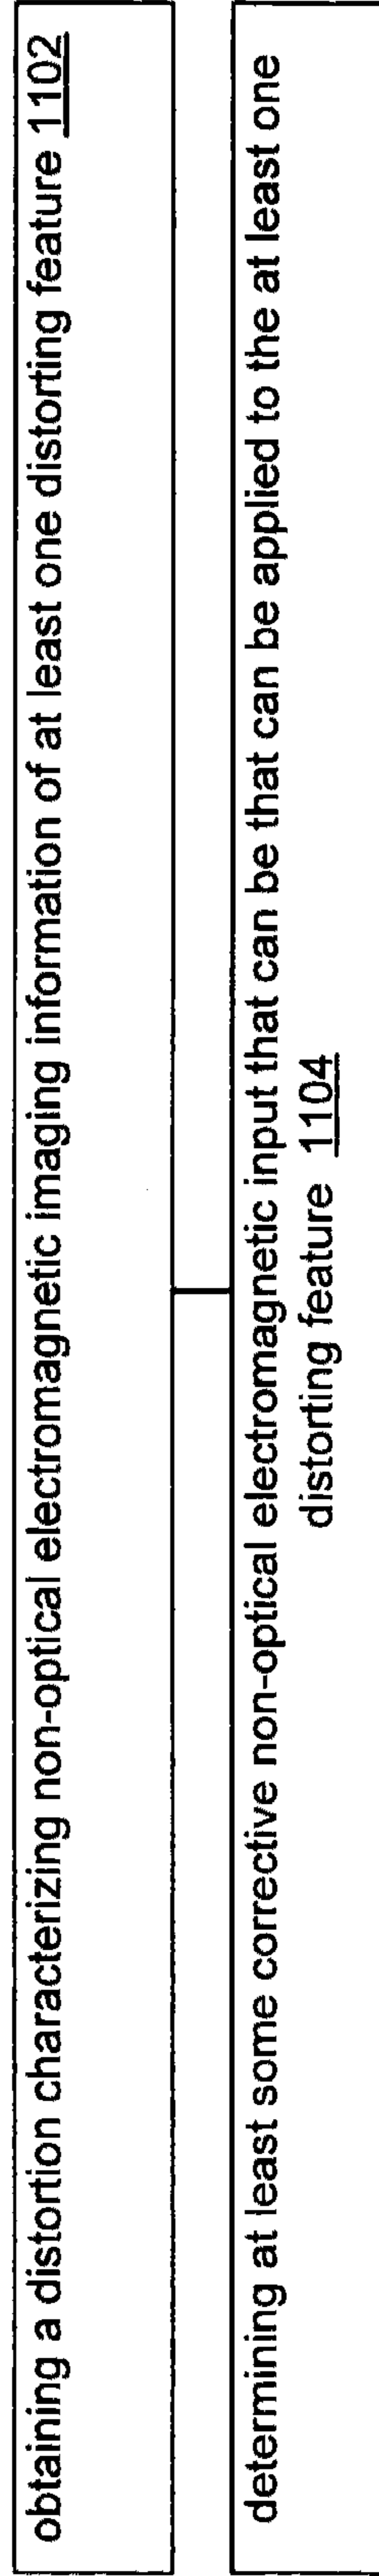 obtaining a distortion characterizing non-optical electromagnetic imaging information of at least one distorting feature 1102
determining at least some corrective non-optical electromagnetic input that can be that can be applied to the at least one
distorting feature 1104